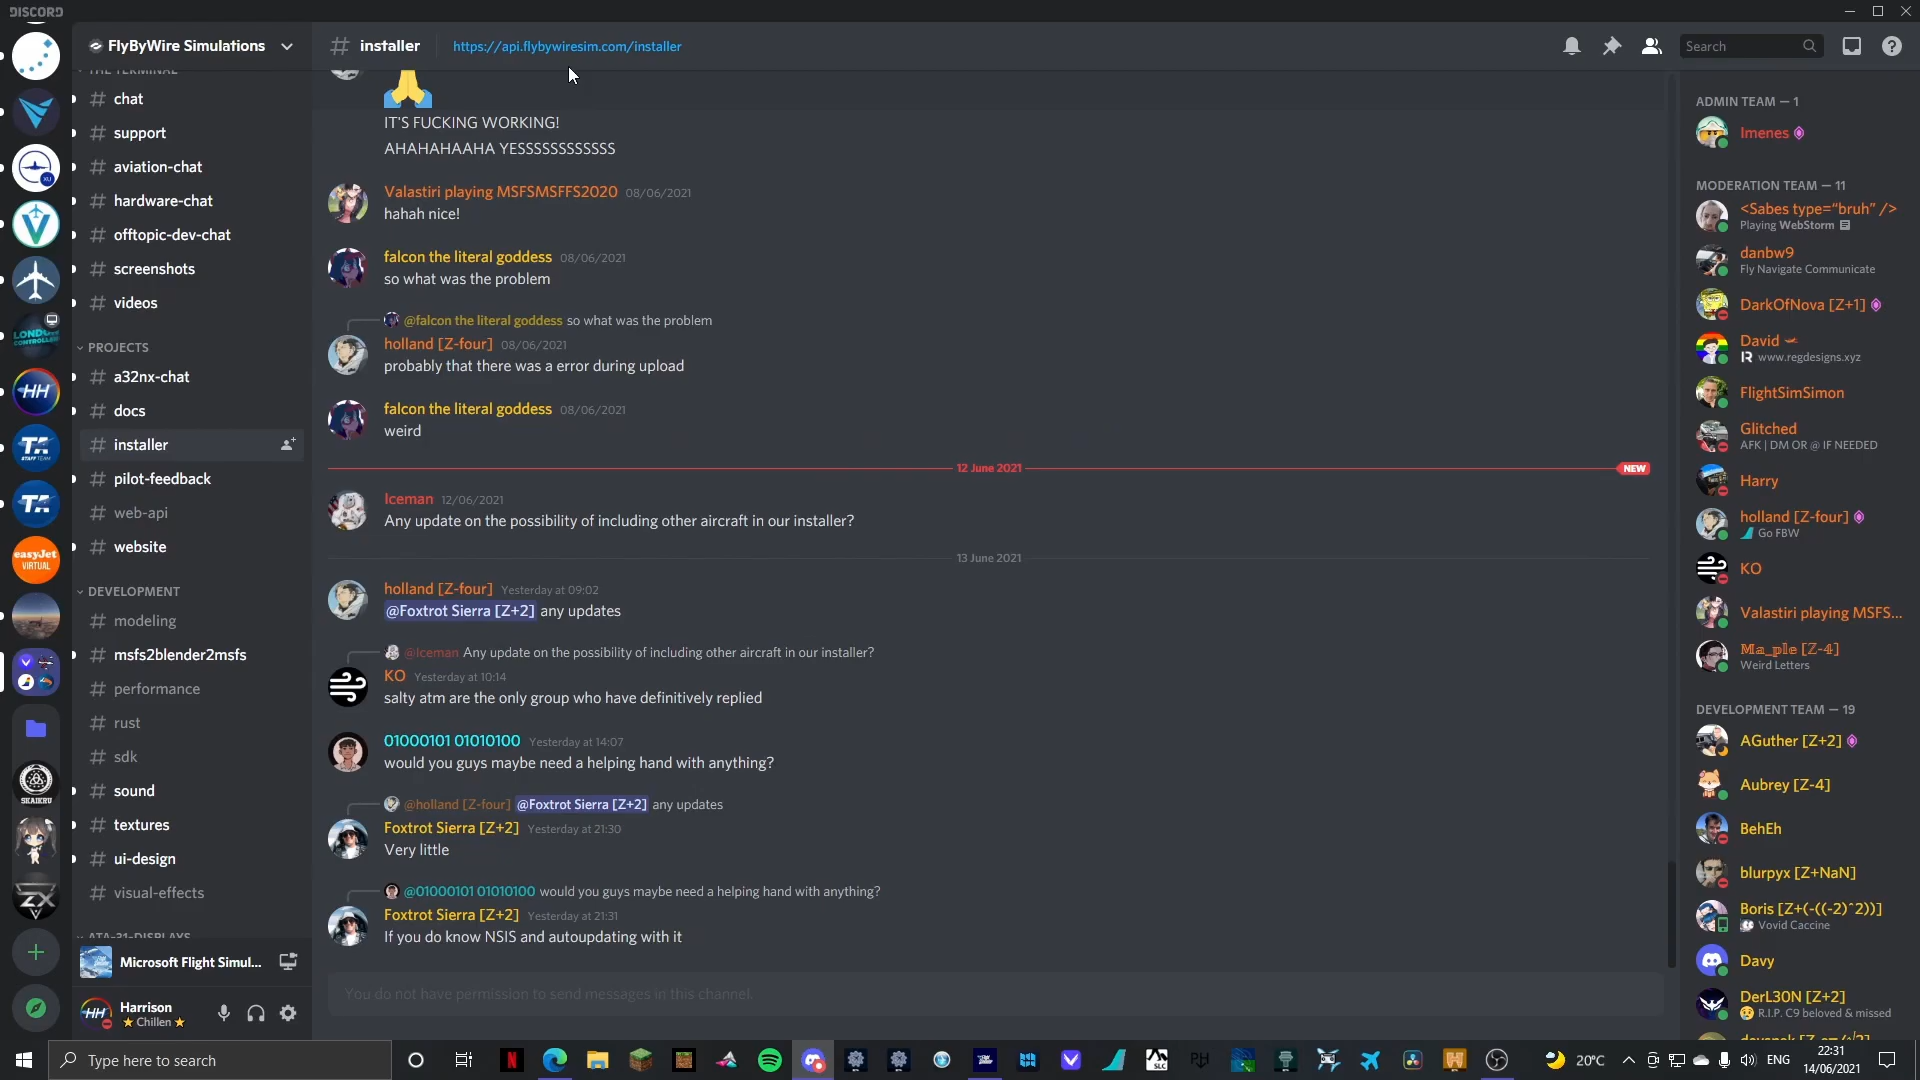 DISCORD
FlyByWire Simulations
installer
https://api.flybywiresim.com/installer
Search
THE TERMINAL
chat
support
aviation-chat
hardware-chat
offtopic-dev-chat
screenshots
videos
PROJECTS
a32nx-chat
docs
installer
pilot-feedback
web-api
website
DEVELOPMENT
modeling
msfs2blender2msfs
performance
rust
sdk
sound
textures
ui-design
visual-effects
ATA-31-DISPLAYS
Microsoft Flight Simul...
Harrison
Chillen
LONDON
CONTROLLERS
HH
TA
STAFF TEAM
TA
easyJet
VIRTUAL
SKAIKRU
ZX
IT'S FUCKING WORKING!
AHAHAHAAHA YESSSSSSSSSSSS
Valastiri playing MSFSMSFFS2020 08/06/2021
hahah nice!
falcon the literal goddess 08/06/2021
so what was the problem
@falcon the literal goddess so what was the problem
holland [Z-four] 08/06/2021
probably that there was a error during upload
falcon the literal goddess 08/06/2021
weird
12 June 2021
NEW
Iceman 12/06/2021
Any update on the possibility of including other aircraft in our installer?
13 June 2021
holland [Z-four] Yesterday at 09:02
@Foxtrot Sierra [Z+2] any updates
@Iceman Any update on the possibility of including other aircraft in our installer?
KO Yesterday at 10:14
salty atm are the only group who have definitively replied
01000101 01010100 Yesterday at 14:07
would you guys maybe need a helping hand with anything?
@holland [Z-four] @Foxtrot Sierra [Z+2] any updates
Foxtrot Sierra [Z+2] Yesterday at 21:30
Very little
@01000101 01010100 would you guys maybe need a helping hand with anything?
Foxtrot Sierra [Z+2] Yesterday at 21:31
If you do know NSIS and autoupdating with it
You do not have permission to send messages in this channel.
ADMIN TEAM — 1
Imenes
MODERATION TEAM — 11
<Sabes type="bruh" />
Playing WebStorm
danbw9
Fly Navigate Communicate
DarkOfNova [Z+1]
David
www.regdesigns.xyz
FlightSimSimon
Glitched
AFK | DM OR @ IF NEEDED
Harry
holland [Z-four]
Go FBW
KO
Valastiri playing MSFS...
Ma_ple [Z-4]
Weird Letters
DEVELOPMENT TEAM — 19
AGuther [Z+2]
Aubrey [Z-4]
BehEh
blurpyx [Z+NaN]
Boris [Z+(-((-2)^2))]
Vovid Caccine
Davy
DerL30N [Z+2]
R.I.P. C9 beloved & missed
Type here to search
SLC
20°C
ENG
22:31
14/06/2021